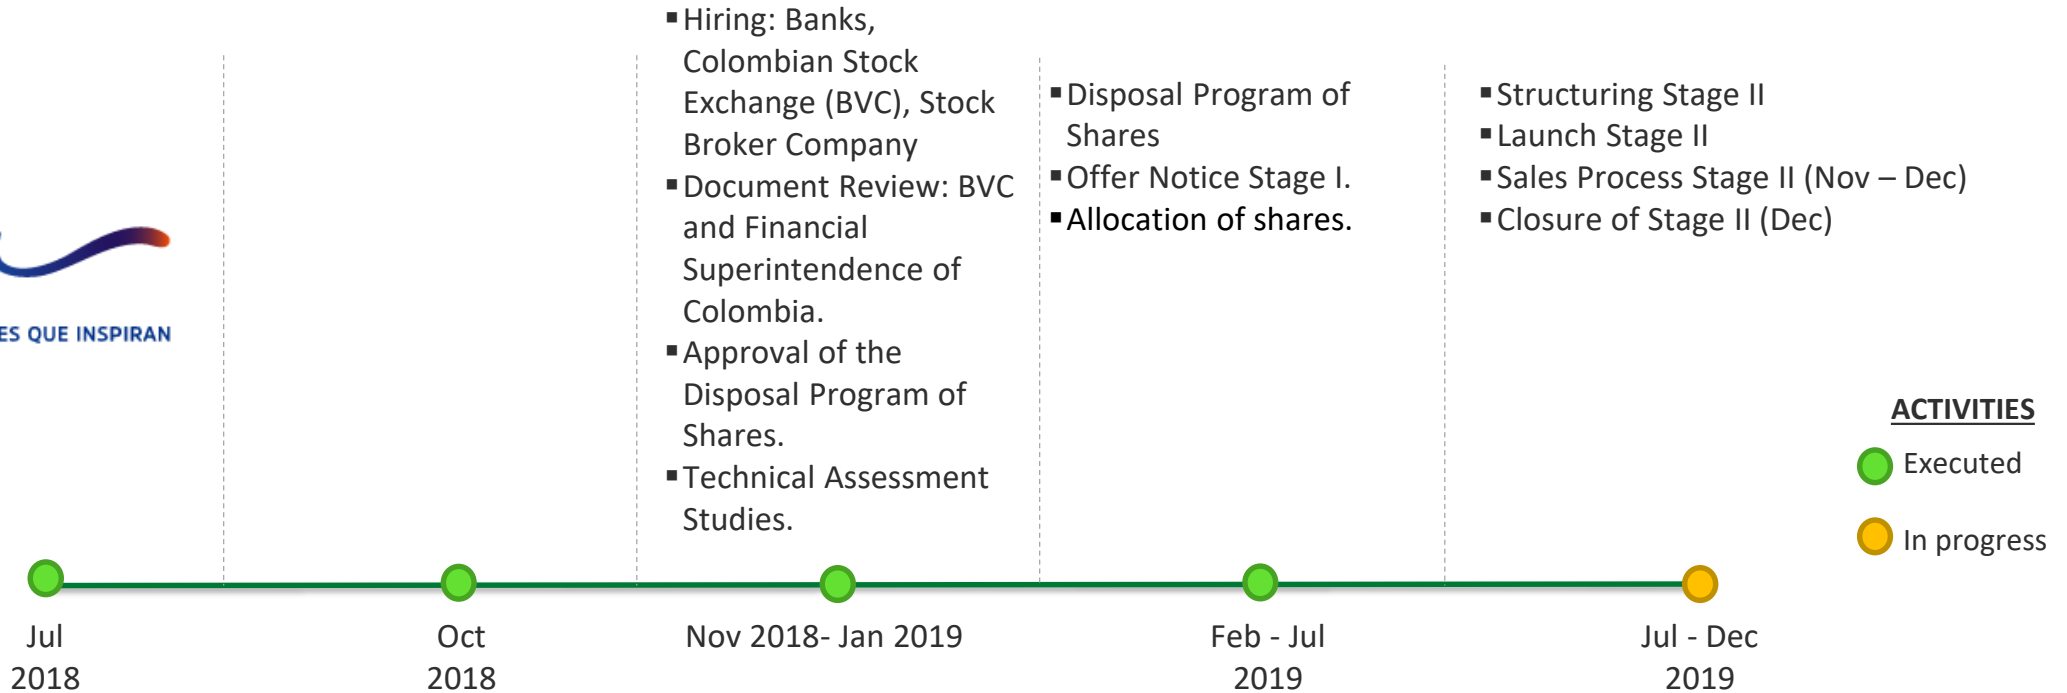 ▪Hiring: Banks,
Colombian Stock
Exchange (BVC), Stock
Broker Company
▪Document Review: BVC
and Financial
Superintendence of
Colombia.
▪Approval of the
Disposal Program of
Shares.
▪Technical Assessment
Studies.
▪Disposal Program of
Shares
▪Offer Notice Stage I.
▪Allocation of shares.
▪Structuring Stage II
▪Launch Stage II
▪Sales Process Stage II (Nov – Dec)
▪Closure of Stage II (Dec)
ES QUE INSPIRAN
ACTIVITIES
Executed
In progress
Jul
2018
Oct
2018
Nov 2018- Jan 2019
Feb - Jul
2019
Jul - Dec
2019